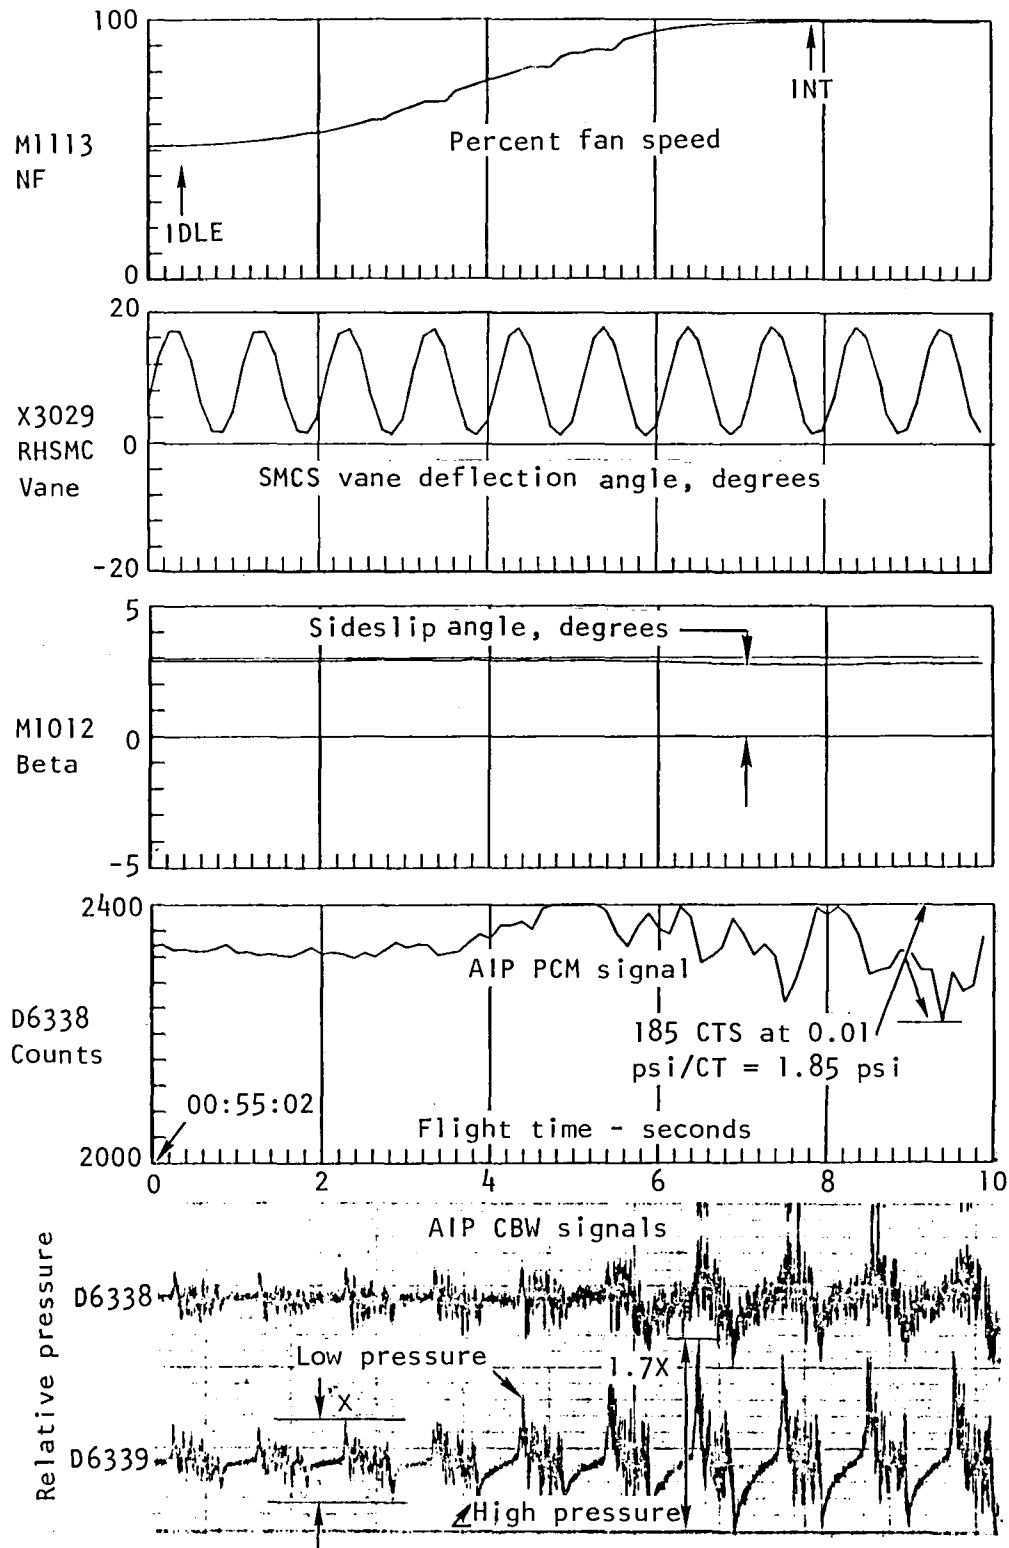 100
M1113
NF
Percent fan speed
INT
IDLE
0
20
X3029
RHSMC
Vane
0
SMCS vane deflection angle, degrees
-20
5
Sideslip angle, degrees
M1012
Beta
0
-5
2400
AIP PCM signal
D6338
Counts
185 CTS at 0.01
psi/CT = 1.85 psi
00:55:02
Flight time - seconds
2000
0 2 4 6 8 10
AIP CBW signals
Relative pressure
D6338
Low pressure
1.7X
X
D6339
High pressure